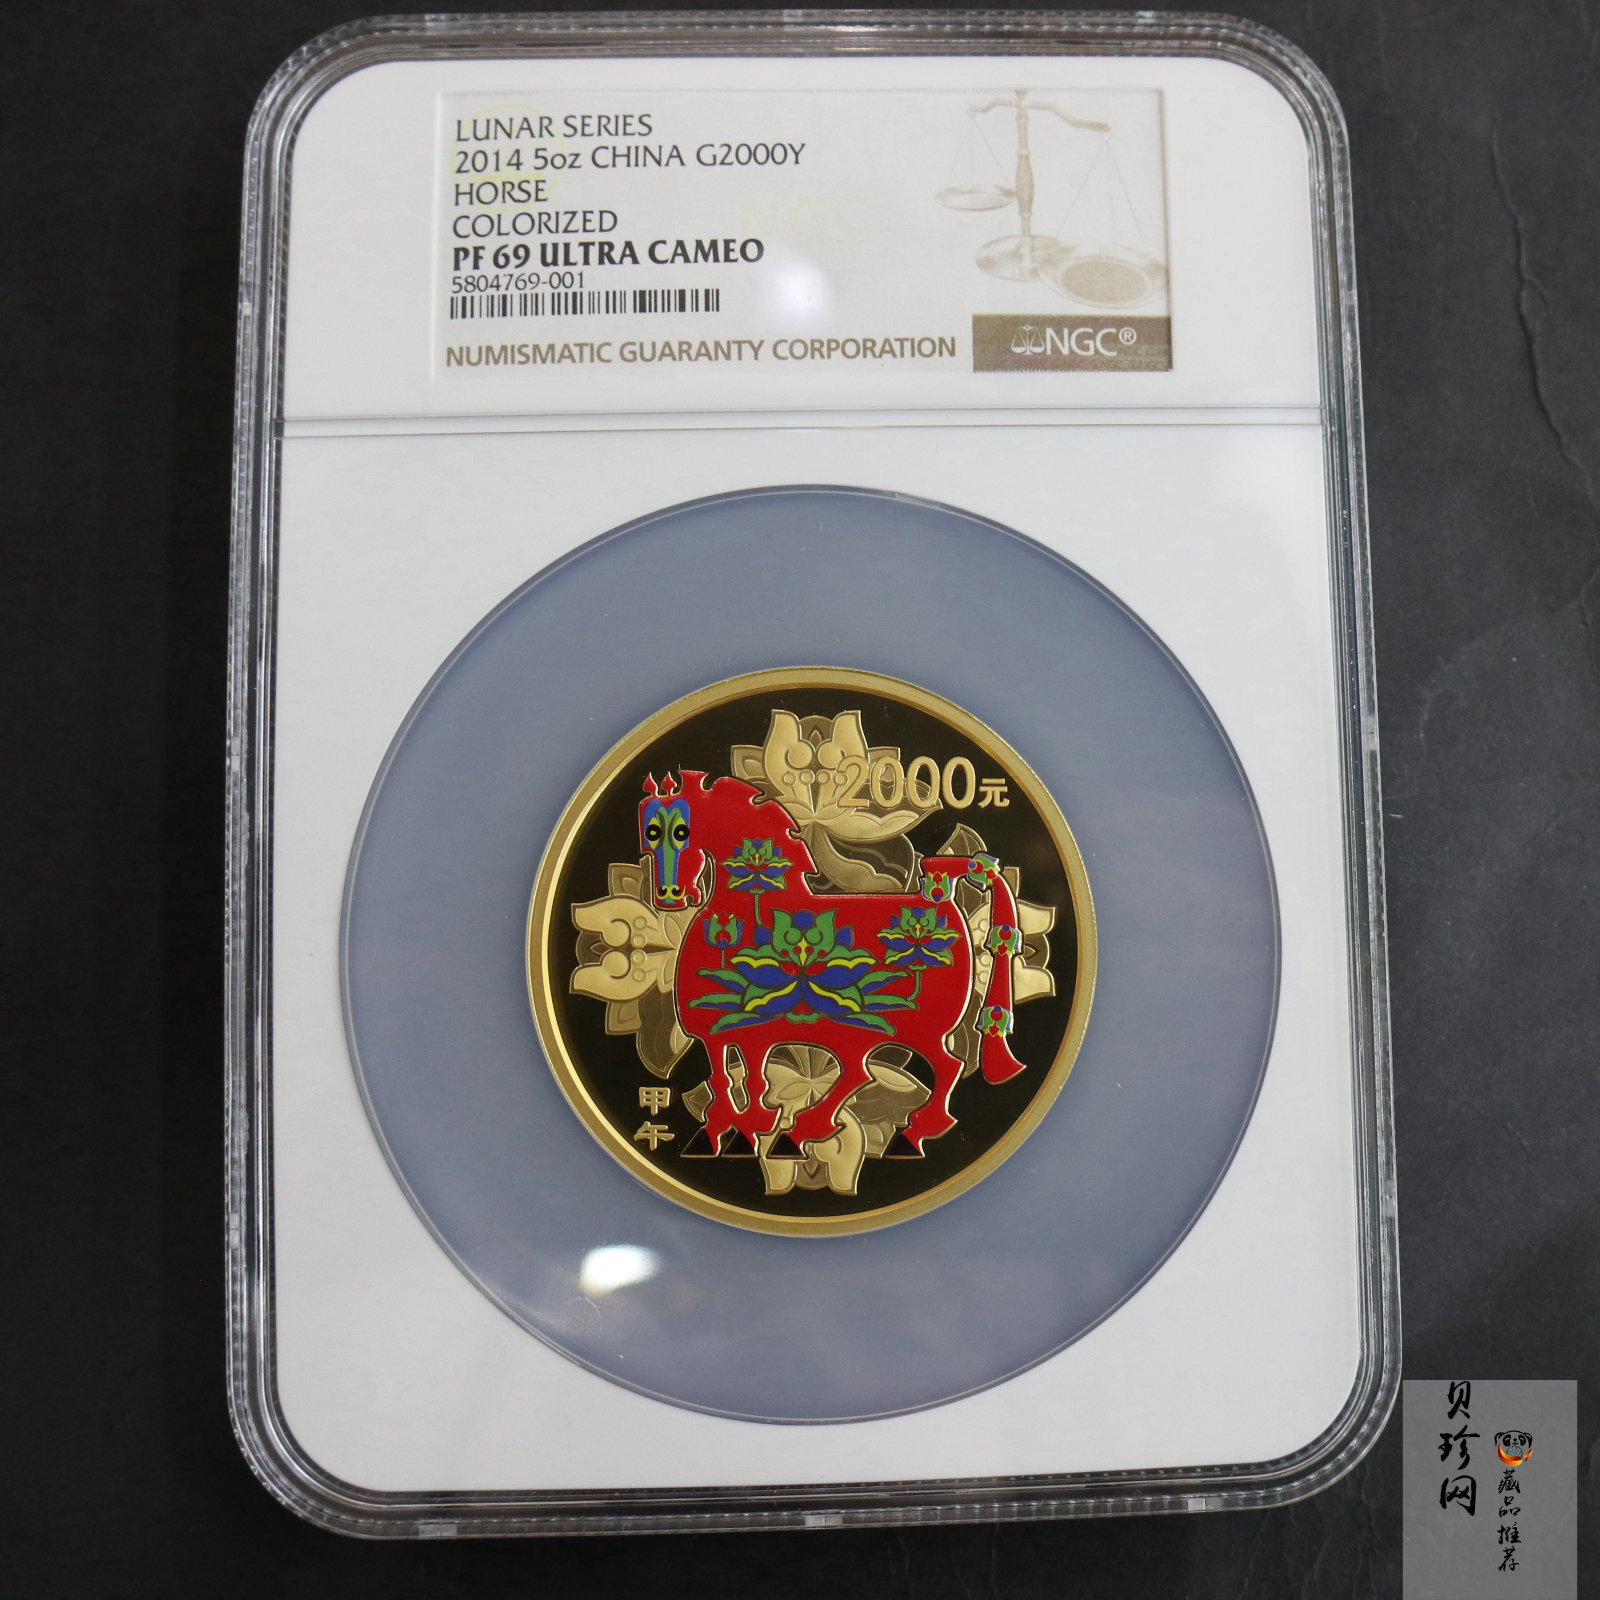 LUNAR SERIES
2014 5oz CHINA G2000Y
HORSE
COLORIZED
PF 69 ULTRA CAMEO
5804769-001
NUMISMATIC GUARANTY CORPORATION
NGC®
2000元
甲午
贝珍网
藏品推荐